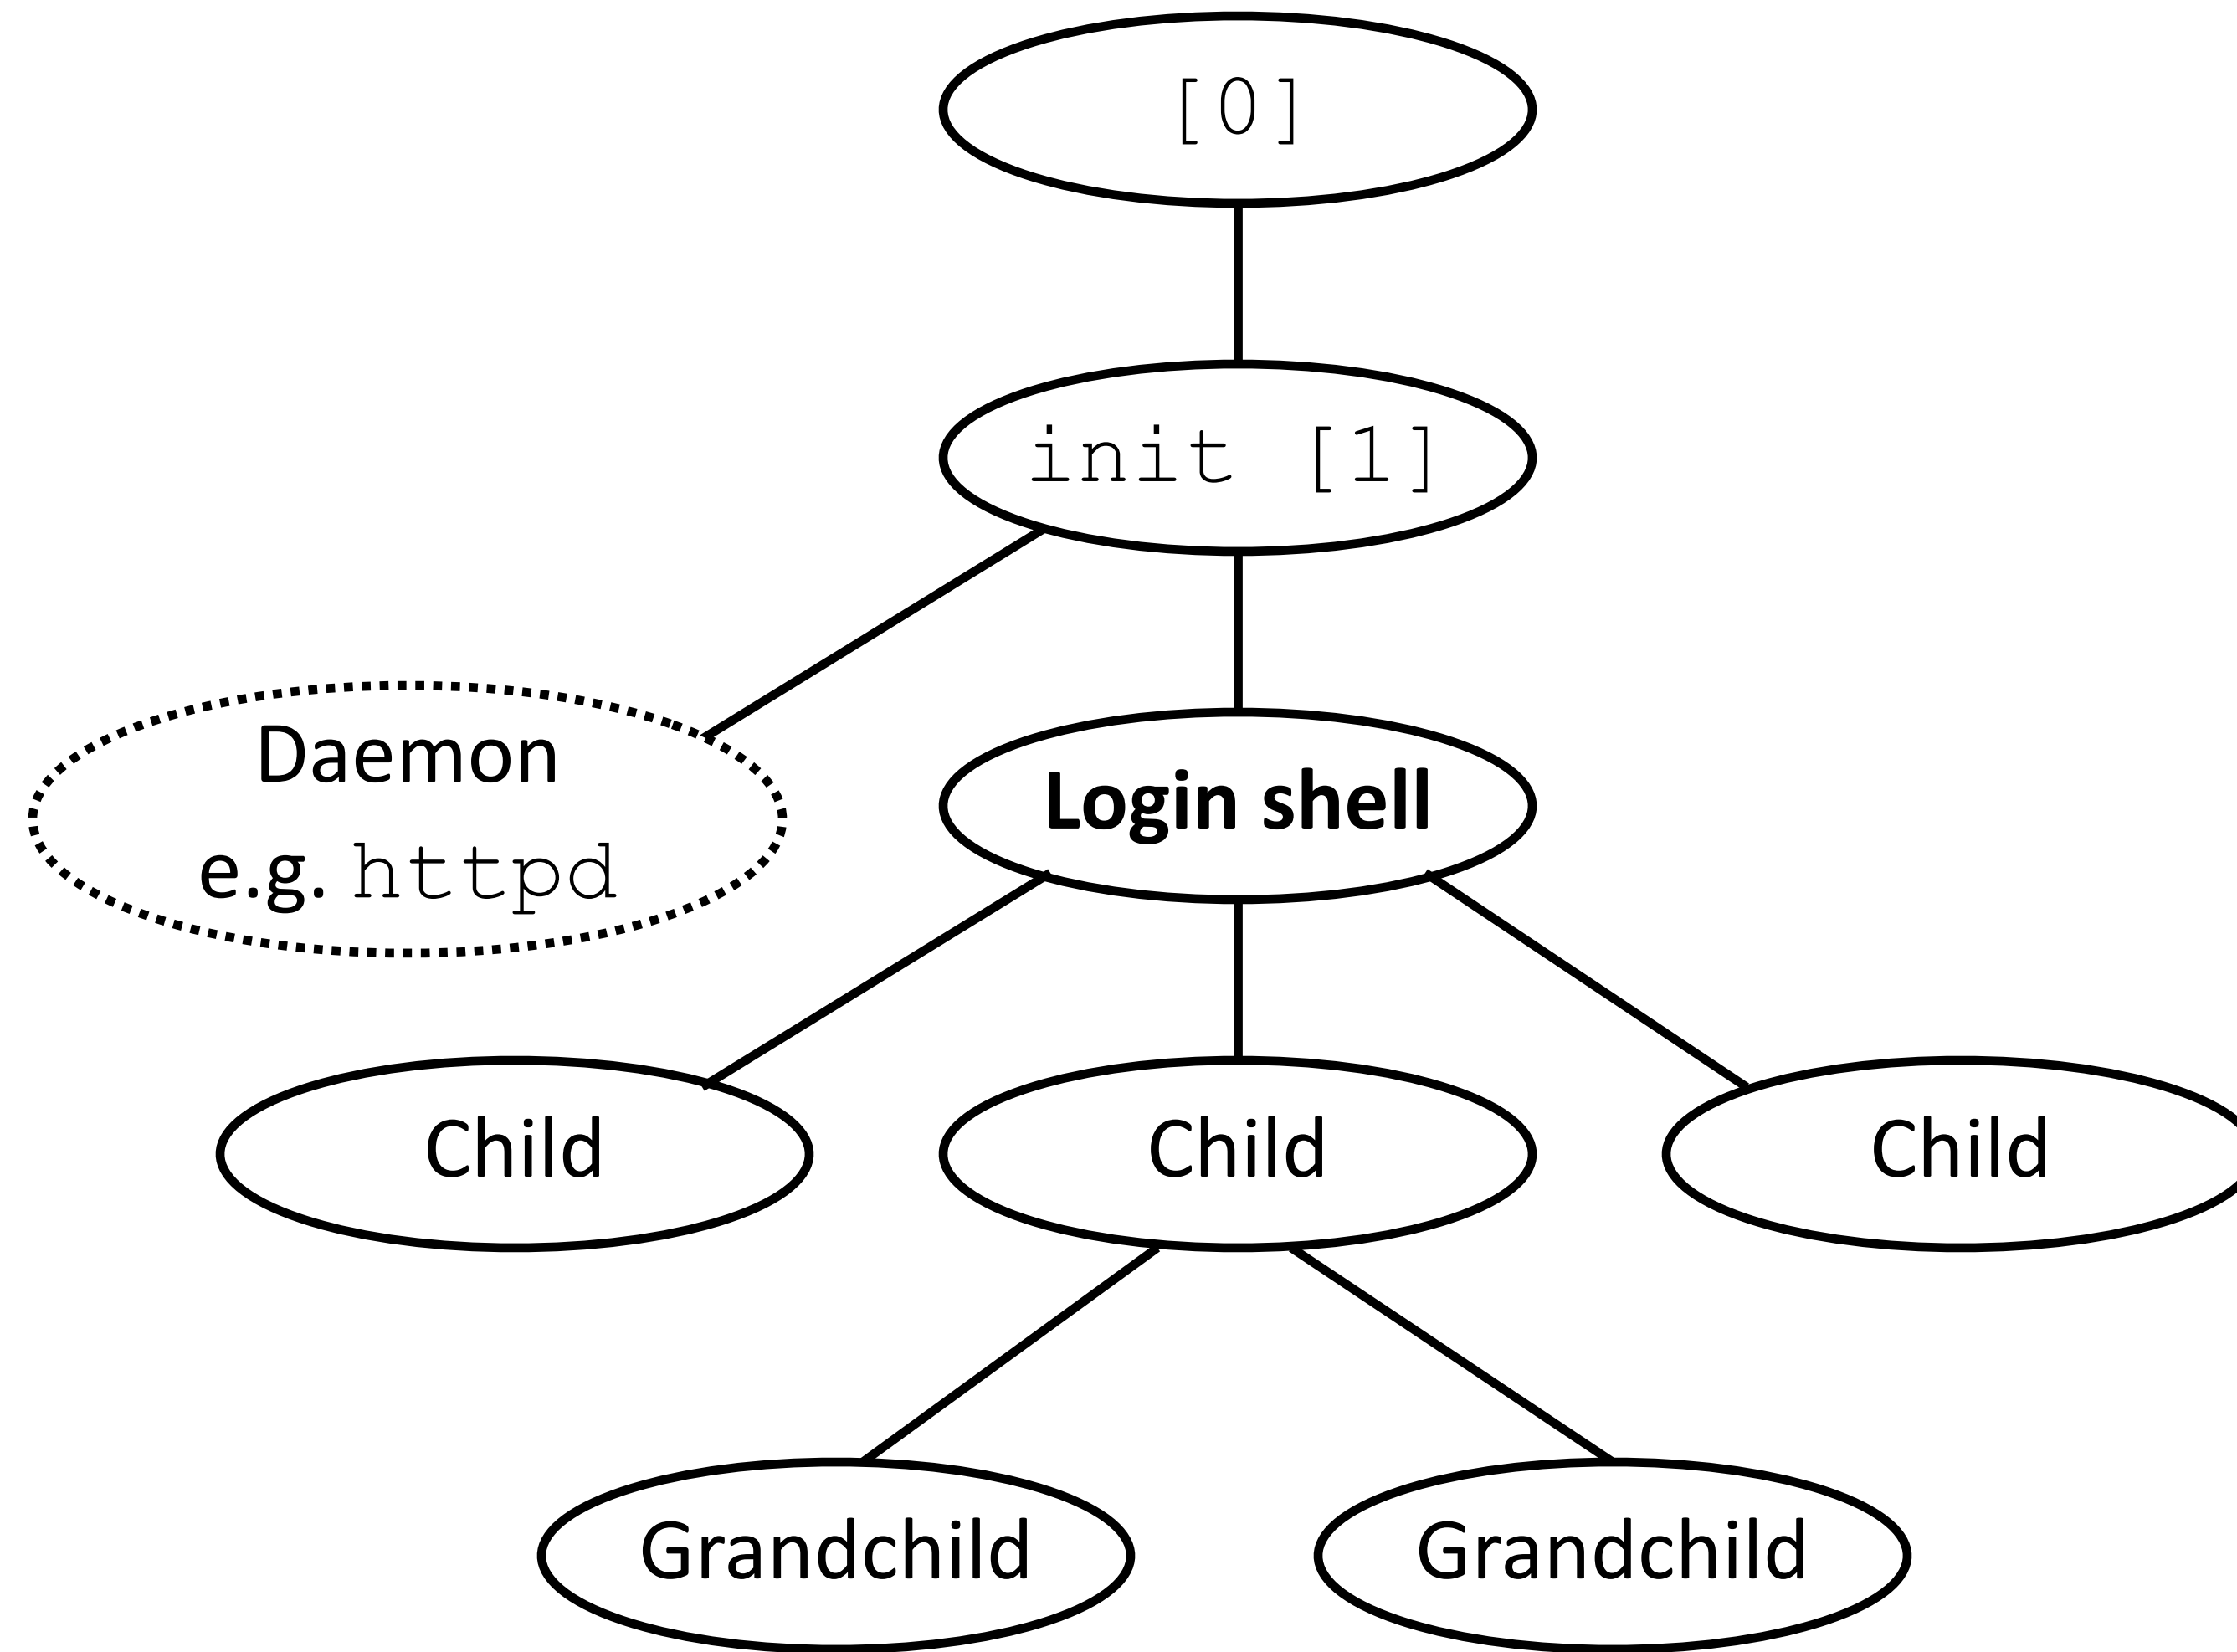 [0]
init [1]
Daemon
e.g. httpd
Login shell
Child
Child
Child
Grandchild
Grandchild